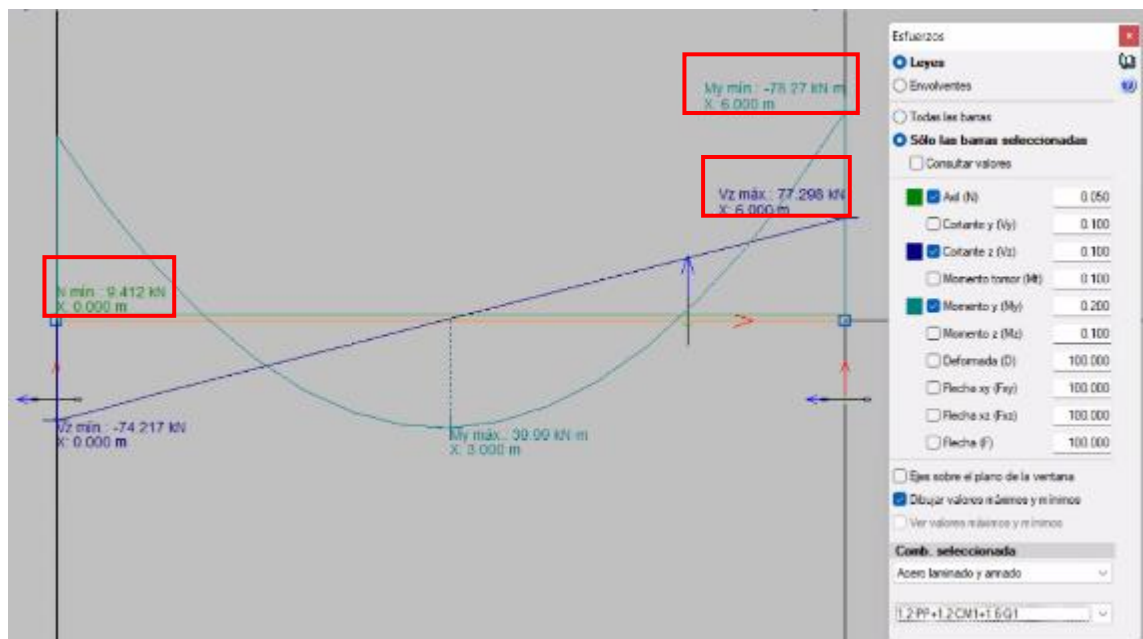 My mín.: -78.27 kN·m
X: 6.000 m
Vz máx.: 77.298 kN
X: 6.000 m
N mín.: 9.412 kN
X: 0.000 m
Vz mín.: -74.217 kN
X: 0.000 m
My máx.: 39.99 kN·m
X: 3.000 m
Esfuerzos
Leyes
Envolventes
Todas las barras
Sólo las barras seleccionadas
Consultar valores
Axil (N) 0.050
Cortante y (Vy) 0.100
Cortante z (Vz) 0.100
Momento torsor (Mt) 0.100
Momento y (My) 0.200
Momento z (Mz) 0.100
Deformada (D) 100.000
Flecha xy (Fxy) 100.000
Flecha xz (Fxz) 100.000
Flecha (F) 100.000
Ejes sobre el plano de la ventana
Dibujar valores máximos y mínimos
Ver valores máximos y mínimos
Comb. seleccionada
Acero laminado y armado
1.2·PP+1.2·CM1+1.6·Q1